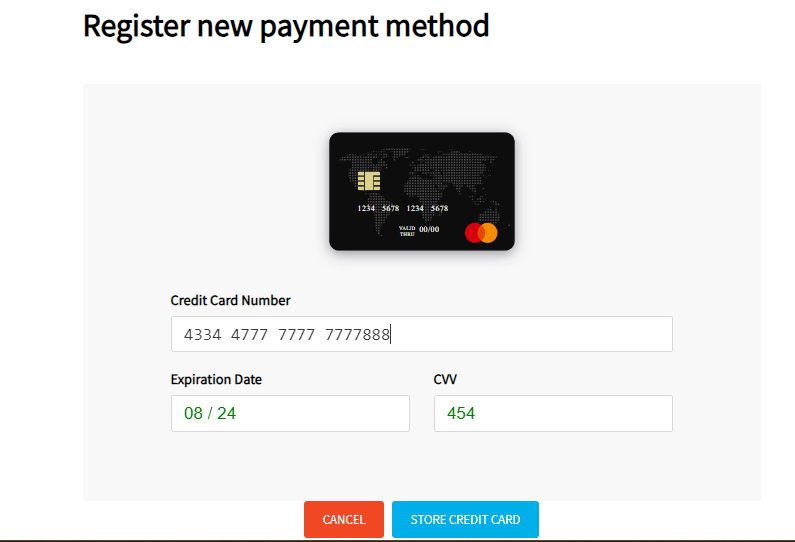 Register new payment method
1234 5678 1234 5678
VALID THRU 00/00
Credit Card Number
4334 4777 7777 7777888
Expiration Date
CVV
08 / 24
454
CANCEL
STORE CREDIT CARD